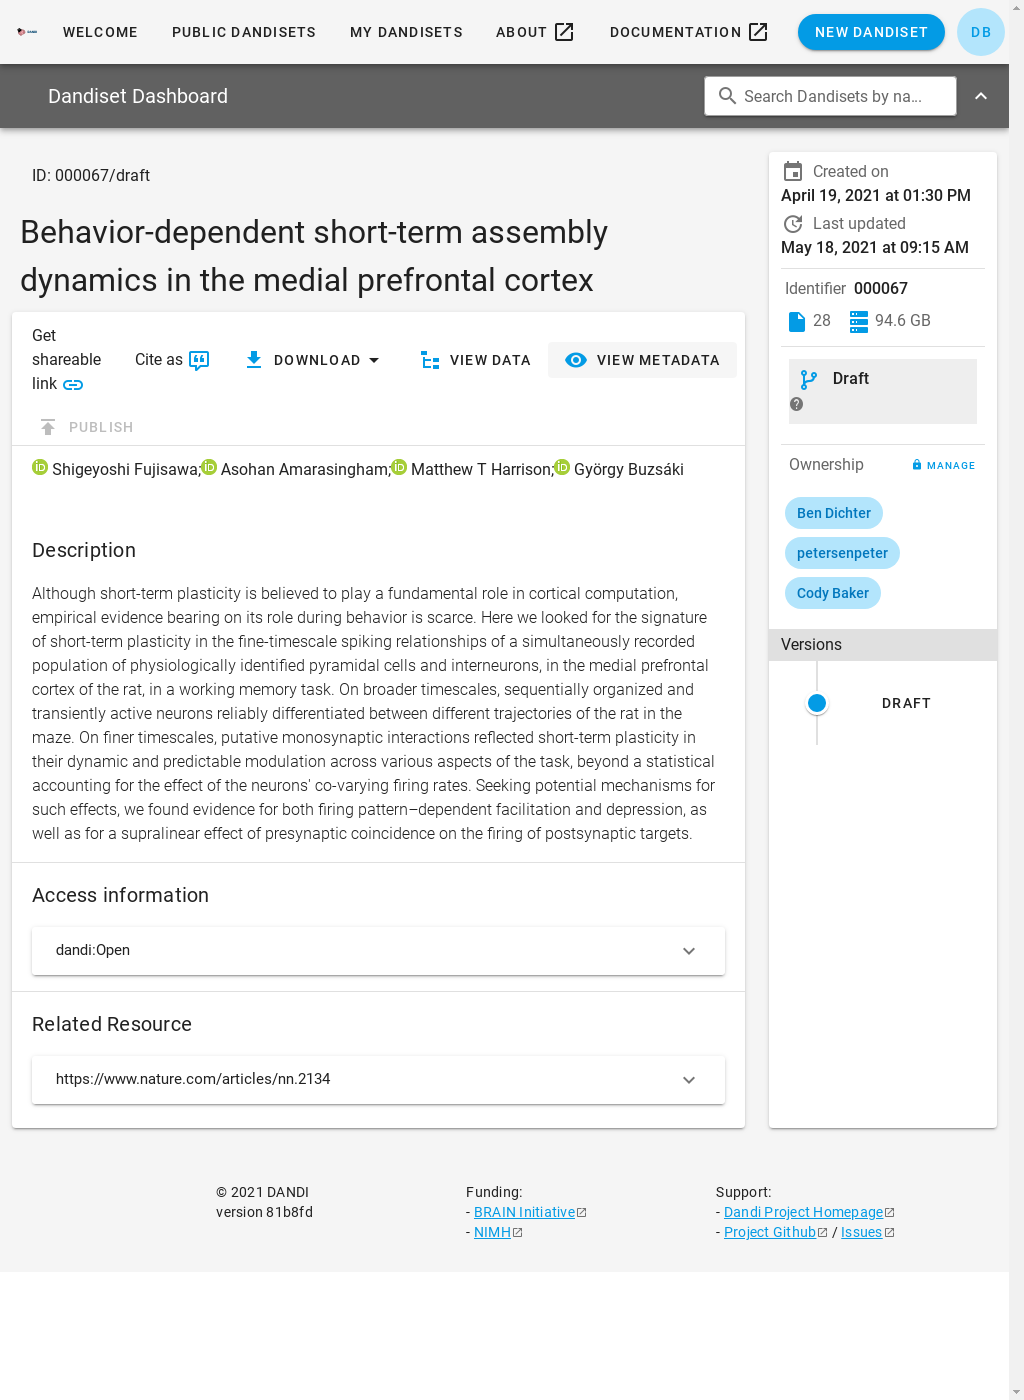 WELCOME PUBLIC DANDISETS MY DANDISETS ABOUT DOCUMENTATION NEW DANDISET DB
Dandiset Dashboard Search Dandisets by na...
ID: 000067/draft
Behavior-dependent short-term assembly
dynamics in the medial prefrontal cortex
Get
shareable
link
Cite as
DOWNLOAD
VIEW DATA
VIEW METADATA
PUBLISH
Shigeyoshi Fujisawa; Asohan Amarasingham; Matthew T Harrison; György Buzsáki
Description
Although short-term plasticity is believed to play a fundamental role in cortical computation,
empirical evidence bearing on its role during behavior is scarce. Here we looked for the signature
of short-term plasticity in the fine-timescale spiking relationships of a simultaneously recorded
population of physiologically identified pyramidal cells and interneurons, in the medial prefrontal
cortex of the rat, in a working memory task. On broader timescales, sequentially organized and
transiently active neurons reliably differentiated between different trajectories of the rat in the
maze. On finer timescales, putative monosynaptic interactions reflected short-term plasticity in
their dynamic and predictable modulation across various aspects of the task, beyond a statistical
accounting for the effect of the neurons' co-varying firing rates. Seeking potential mechanisms for
such effects, we found evidence for both firing pattern–dependent facilitation and depression, as
well as for a supralinear effect of presynaptic coincidence on the firing of postsynaptic targets.
Access information
dandi:Open
Related Resource
https://www.nature.com/articles/nn.2134
Created on
April 19, 2021 at 01:30 PM
Last updated
May 18, 2021 at 09:15 AM
Identifier 000067
28 94.6 GB
Draft
Ownership MANAGE
Ben Dichter
petersenpeter
Cody Baker
Versions
DRAFT
© 2021 DANDI
version 81b8fd
Funding:
- BRAIN Initiative
- NIMH
Support:
- Dandi Project Homepage
- Project Github / Issues